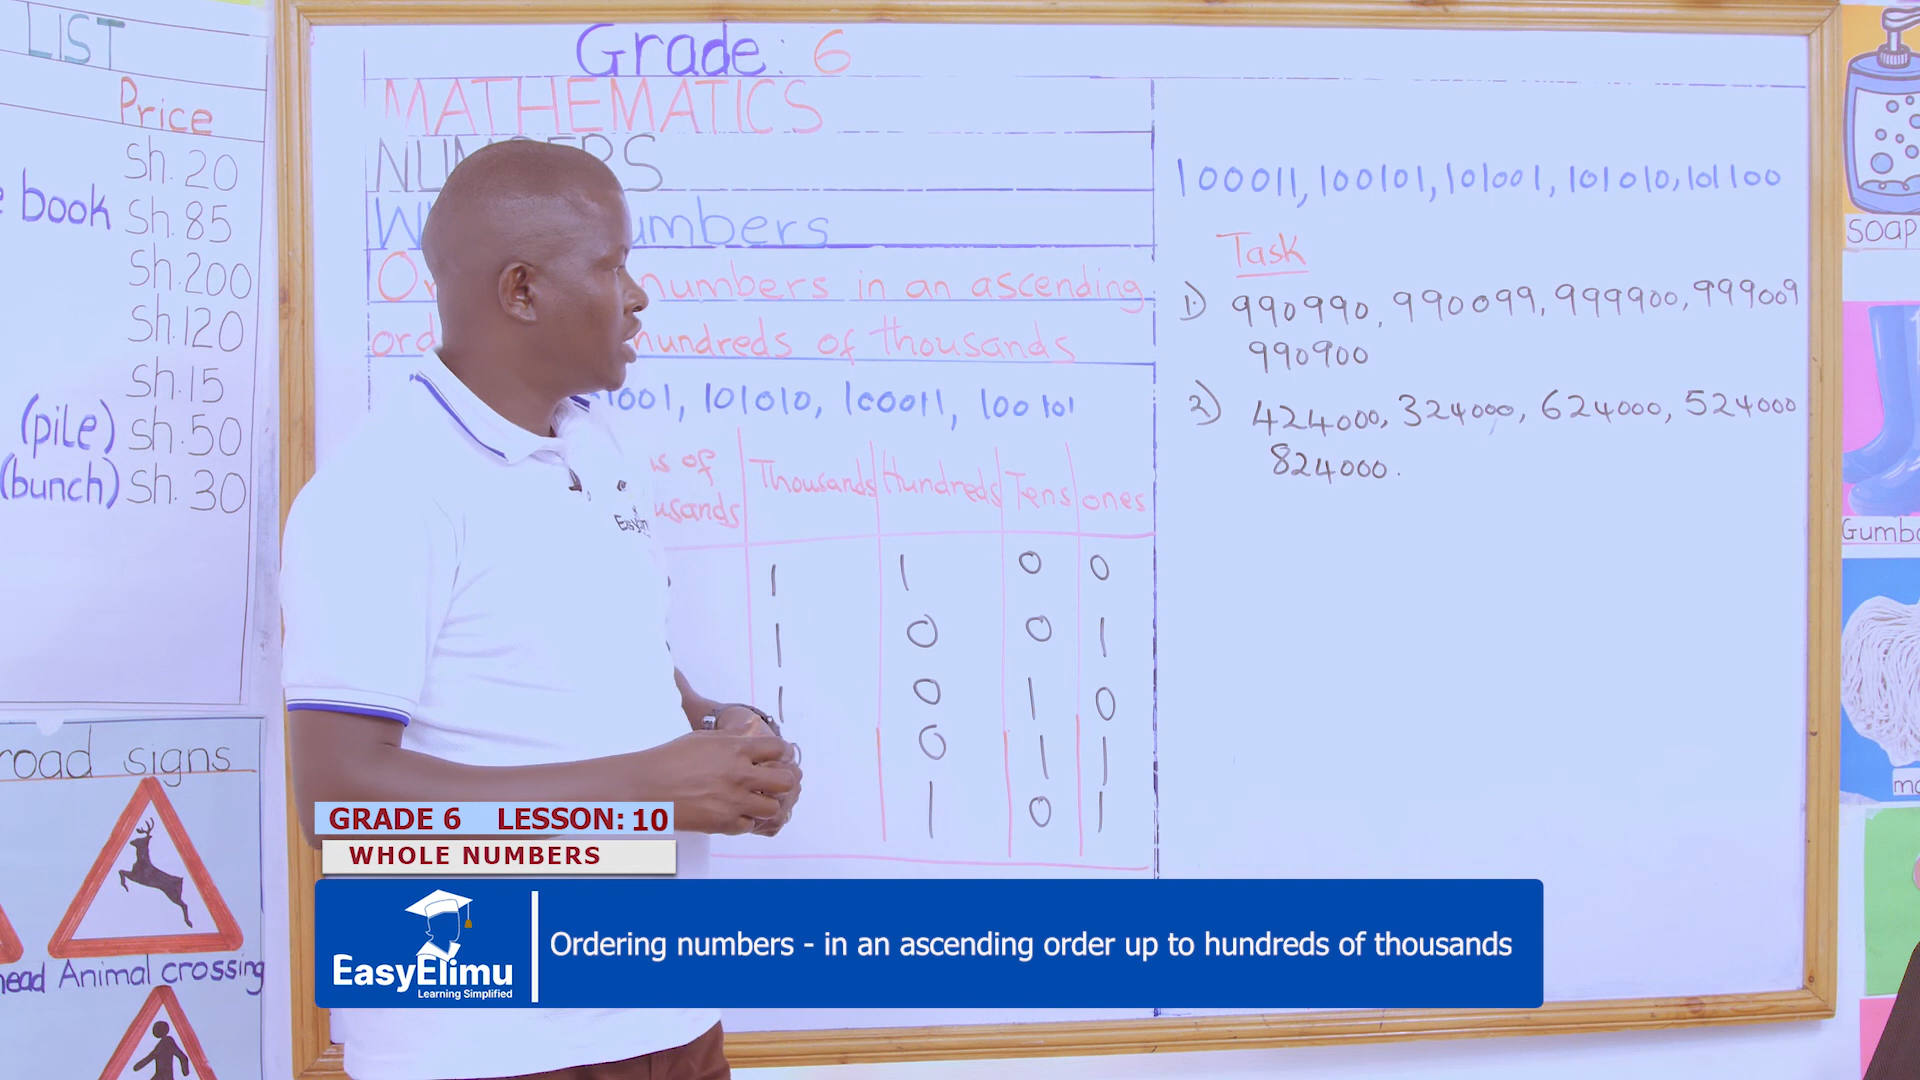 LIST
Price
Sh. 20
book Sh. 85
Sh. 200
Sh. 120
Sh. 15
(pile) Sh. 50
(bunch) Sh. 30
road signs
Animal crossing
Grade: 6
MATHEMATICS
numbers in an ascending
hundreds of thousands
101010, 100011, 100101
of
Thousands Hundreds Tens ones
1 1 0 0
1 0 0 1
1 0 1 0
0 1 1
1 0 1
100011, 100101, 101001, 101010, 101100
Task
1) 990990, 990099, 999900, 999009
990900
2) 424000, 324000, 624000, 524000
824000.
SOAP
GRADE 6 LESSON: 10
WHOLE NUMBERS
EasyElimu
Learning Simplified
Ordering numbers - in an ascending order up to hundreds of thousands